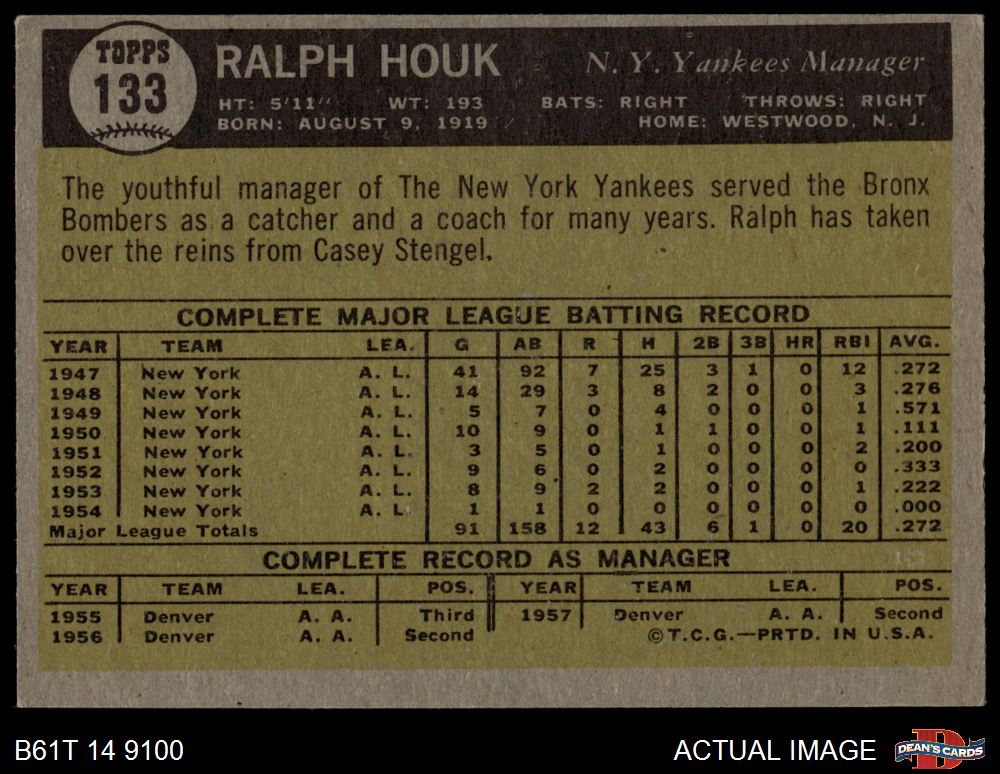 TOPPS
133
RALPH HOUK
N. Y. Yankees Manager
HT: 5'11" WT: 193 BATS: RIGHT THROWS: RIGHT
BORN: AUGUST 9, 1919 HOME: WESTWOOD, N. J.
The youthful manager of The New York Yankees served the Bronx
Bombers as a catcher and a coach for many years. Ralph has taken
over the reins from Casey Stengel.
COMPLETE MAJOR LEAGUE BATTING RECORD
YEAR TEAM LEA. G AB R H 2B 3B HR RBI AVG.
1947 New York A. L. 41 92 7 25 3 1 0 12 .272
1948 New York A. L. 14 29 3 8 2 0 0 3 .276
1949 New York A. L. 5 7 0 4 0 0 0 1 .571
1950 New York A. L. 10 9 0 1 1 0 0 1 .111
1951 New York A. L. 3 5 0 1 0 0 0 2 .200
1952 New York A. L. 9 6 0 2 0 0 0 0 .333
1953 New York A. L. 8 9 2 2 0 0 0 1 .222
1954 New York A. L. 1 1 0 0 0 0 0 0 .000
Major League Totals 91 158 12 43 6 1 0 20 .272
COMPLETE RECORD AS MANAGER
YEAR TEAM LEA. POS. YEAR TEAM LEA. POS.
1955 Denver A. A. Third 1957 Denver A. A. Second
1956 Denver A. A. Second ©T.C.G.—PRTD. IN U.S.A.
B61T 14 9100
ACTUAL IMAGE
DEAN'S CARDS